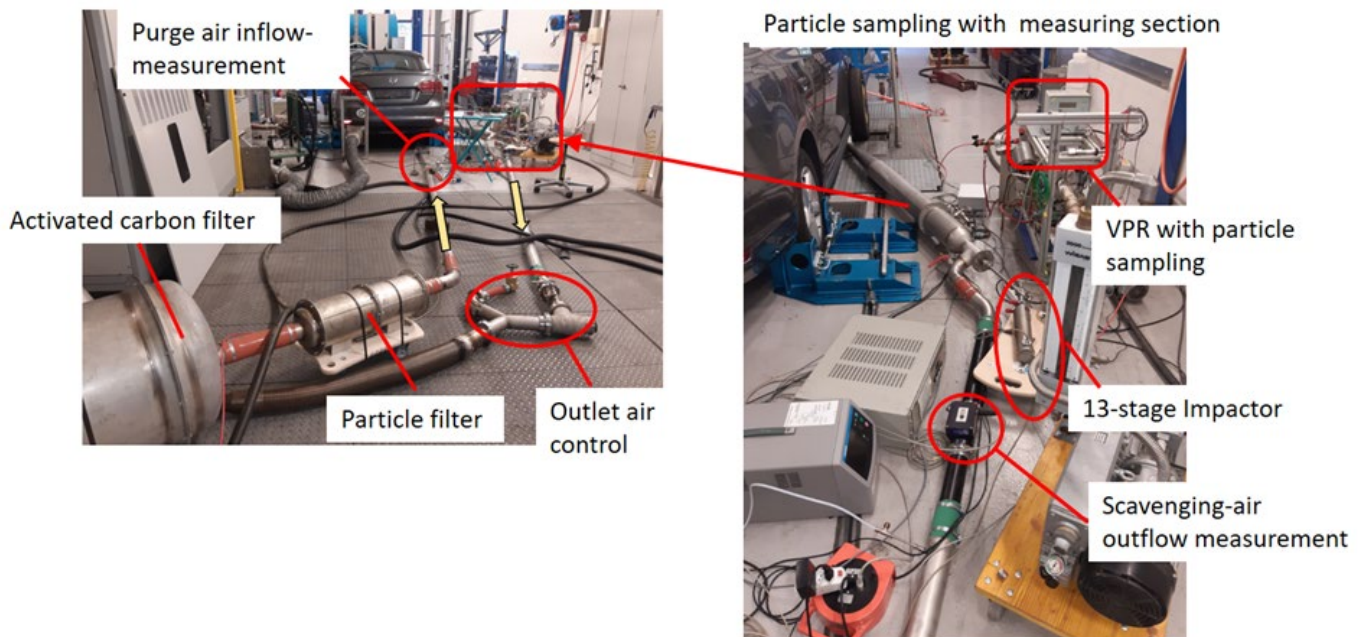 Purge air inflow-
measurement
Activated carbon filter
Particle filter
Outlet air
control
Particle sampling with measuring section
VPR with particle
sampling
13-stage Impactor
Scavenging-air
outflow measurement